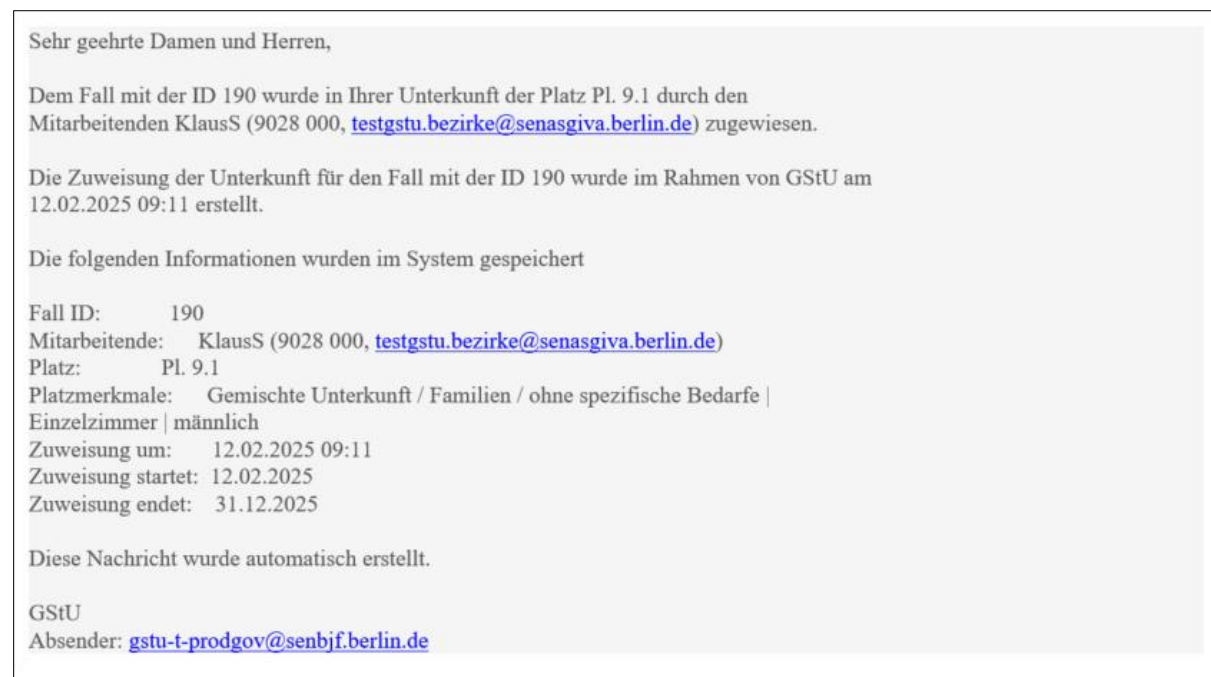 Sehr geehrte Damen und Herren,
Dem Fall mit der ID 190 wurde in Ihrer Unterkunft der Platz Pl. 9.1 durch den
Mitarbeitenden KlausS (9028 000, testgstu.bezirke@senasgiva.berlin.de) zugewiesen.
Die Zuweisung der Unterkunft für den Fall mit der ID 190 wurde im Rahmen von GStU am
12.02.2025 09:11 erstellt.
Die folgenden Informationen wurden im System gespeichert
Fall ID: 190
Mitarbeitende: KlausS (9028 000, testgstu.bezirke@senasgiva.berlin.de)
Platz: Pl. 9.1
Platzmerkmale: Gemischte Unterkunft / Familien / ohne spezifische Bedarfe |
Einzelzimmer | männlich
Zuweisung um: 12.02.2025 09:11
Zuweisung startet: 12.02.2025
Zuweisung endet: 31.12.2025
Diese Nachricht wurde automatisch erstellt.
GStU
Absender: gstu-t-prodgov@senbjf.berlin.de